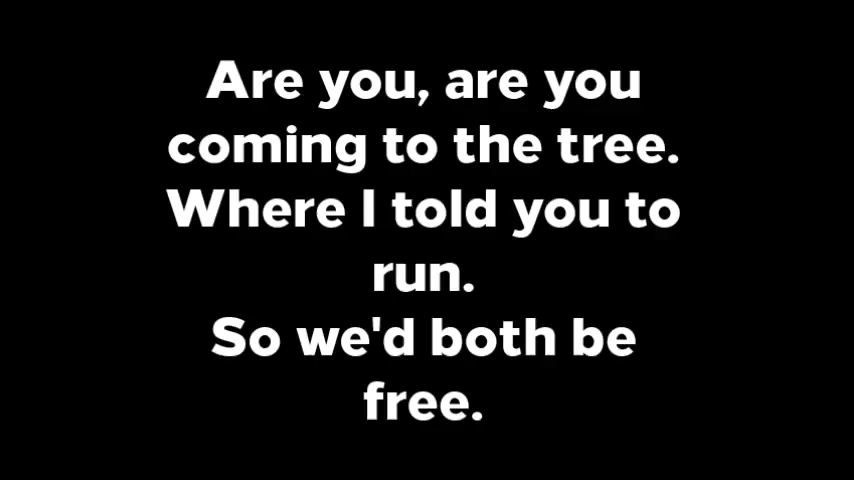 Are you, are you
coming to the tree.
Where I told you to
run.
So we'd both be
free.